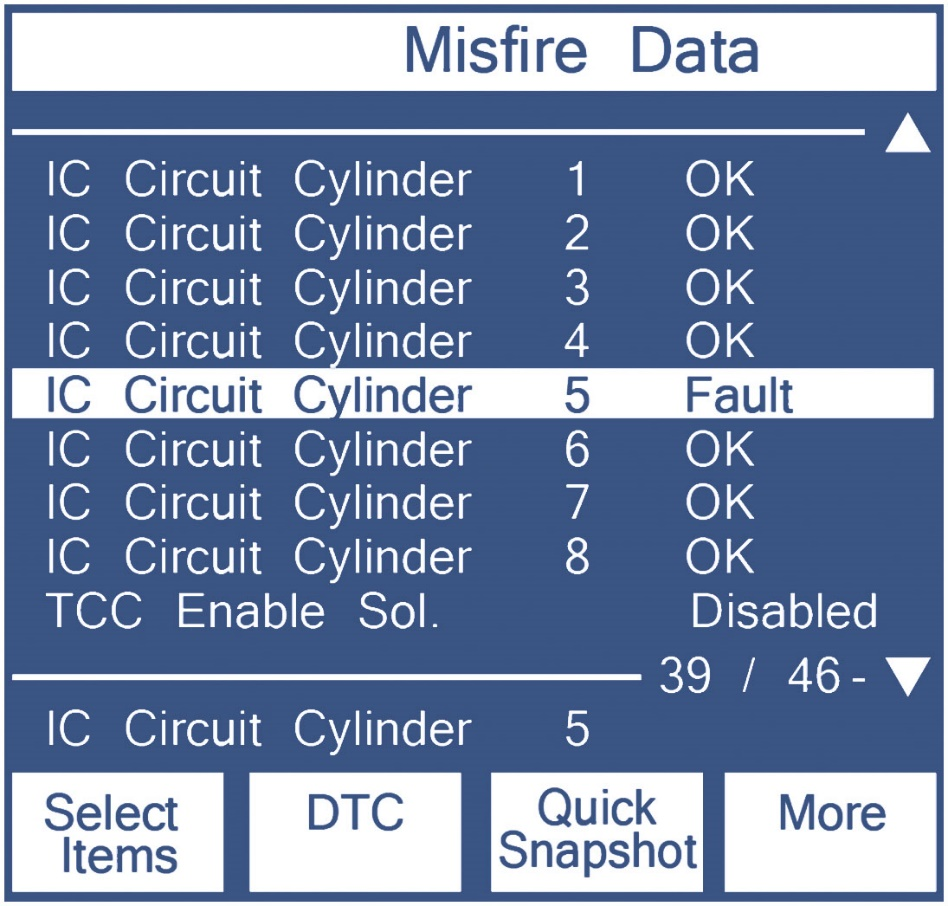 Misfire Data
IC Circuit Cylinder 1 OK
IC Circuit Cylinder 2 OK
IC Circuit Cylinder 3 OK
IC Circuit Cylinder 4 OK
IC Circuit Cylinder 5 Fault
IC Circuit Cylinder 6 OK
IC Circuit Cylinder 7 OK
IC Circuit Cylinder 8 OK
TCC Enable Sol. Disabled
39 / 46 -
IC Circuit Cylinder 5
Select
Items
DTC
Quick
Snapshot
More